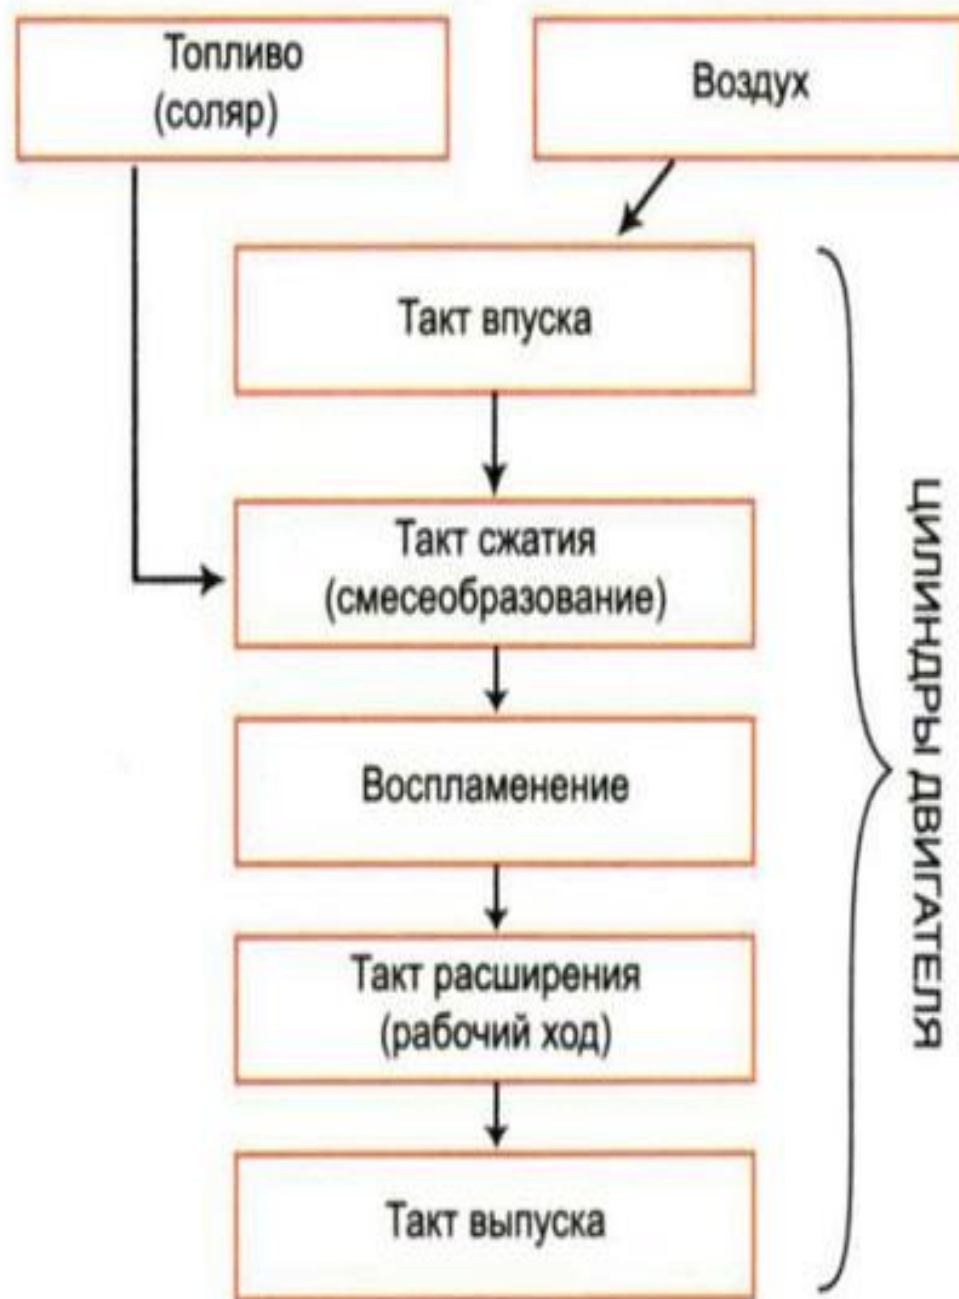 Топливо
(соляр)
Воздух
Такт впуска
Такт сжатия
(смесеобразование)
Воспламенение
Такт расширения
(рабочий ход)
Такт выпуска
ЦИЛИНДРЫ ДВИГАТЕЛЯ